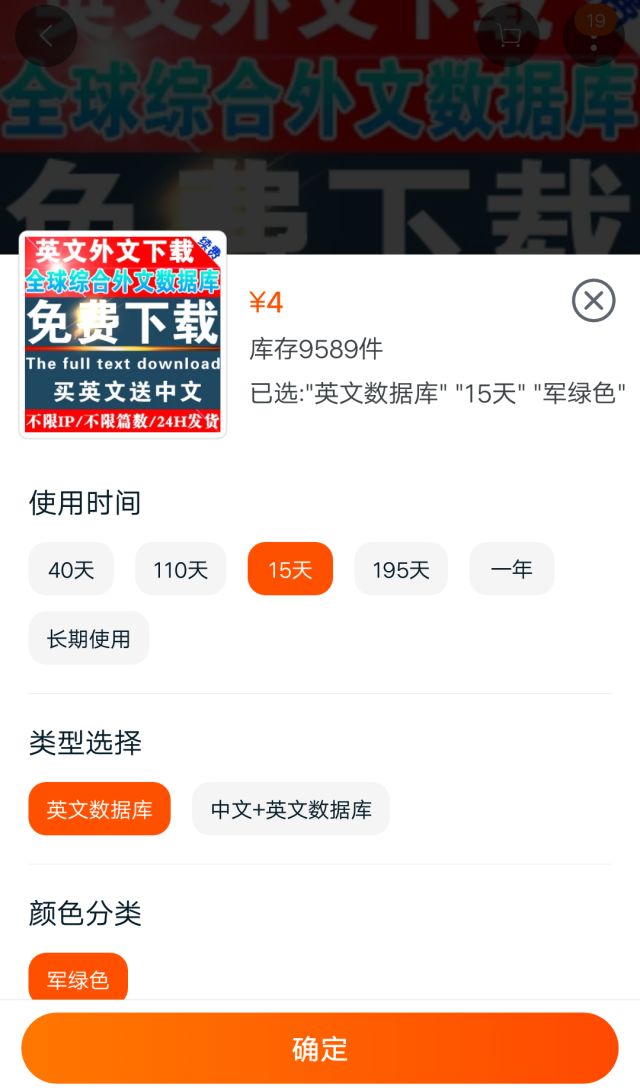 英文外文下载
19
全球综合外文数据库
免费下载
英文外文下载
续费
全球综合外文数据库
免费下载
The full text download
买英文送中文
不限IP/不限篇数/24H发货
¥4
库存9589件
已选:"英文数据库" "15天" "军绿色"
使用时间
40天
110天
15天
195天
一年
长期使用
类型选择
英文数据库
中文+英文数据库
颜色分类
军绿色
确定